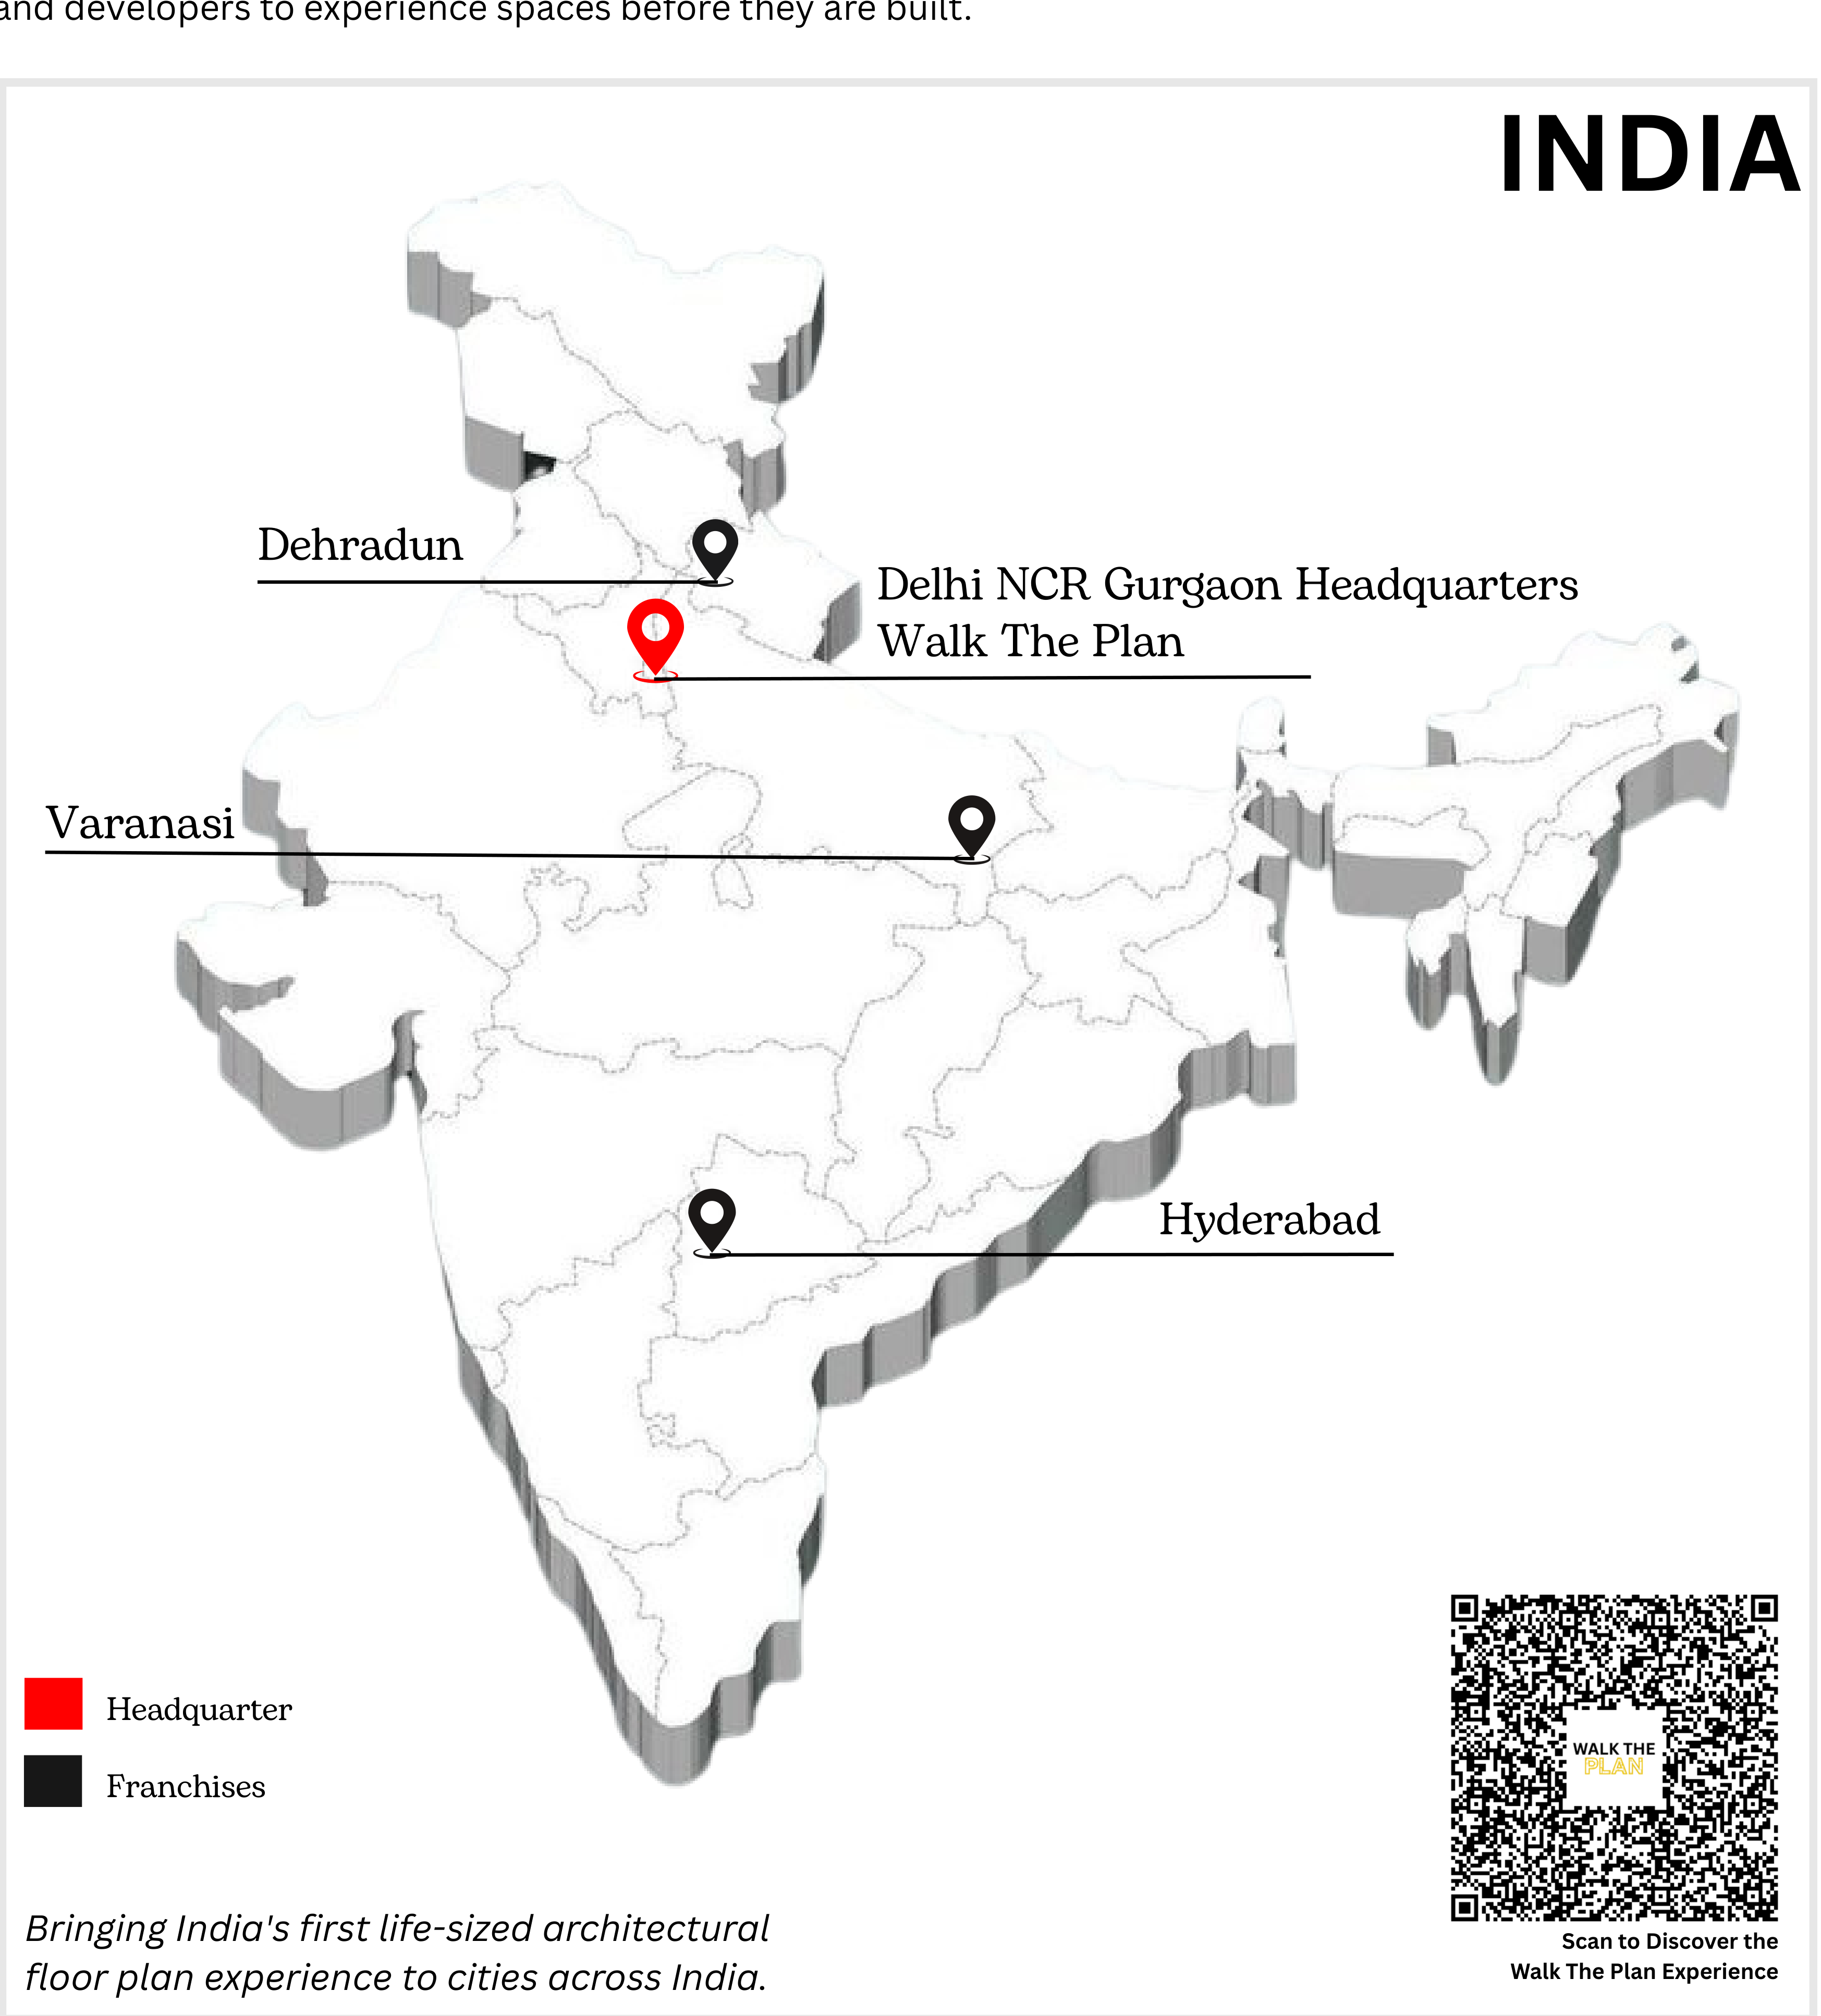 and developers to experience spaces before they are built.
INDIA
Dehradun
Delhi NCR Gurgaon Headquarters
Walk The Plan
Varanasi
Hyderabad
Headquarter
Franchises
WALK THE
PLAN
Scan to Discover the
Walk The Plan Experience
Bringing India's first life-sized architectural
floor plan experience to cities across India.